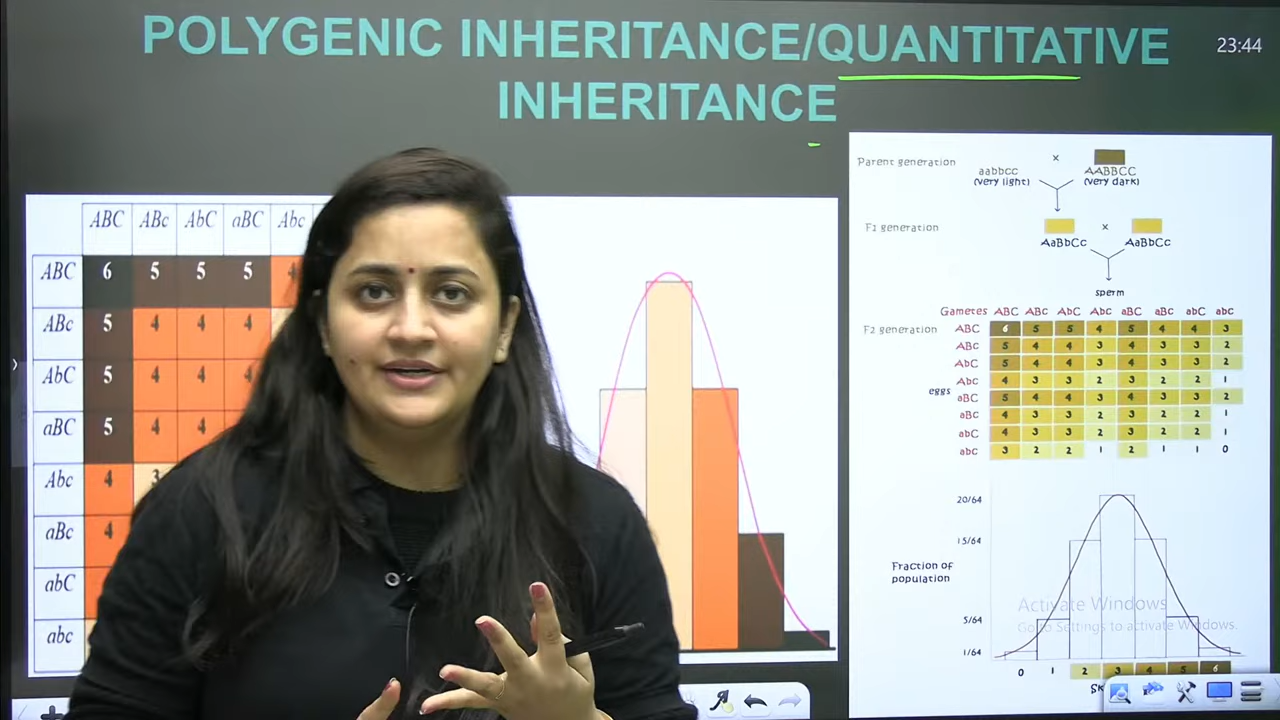 POLYGENIC INHERITANCE/QUANTITATIVE
INHERITANCE
23:44
ABC ABc AbC aBC Abc
ABC 6 5 5 5 4
ABc 5 4 4 4
AbC 5 4 4 4
aBC 5 4 4
Abc 4 3
aBc 4
abC
abc
Parent generation
aabbcc × AABBCC
(very light) (very dark)
F1 generation
×
AaBbCc AaBbCc
sperm
Gametes ABC ABc AbC Abc aBC aBc abC abc
F2 generation
ABC 6 5 5 4 5 4 4 3
ABc 5 4 4 3 4 3 3 2
AbC 5 4 4 3 4 3 3 2
Abc 4 3 3 2 3 2 2 1
eggs
aBC 5 4 4 3 4 3 3 2
aBc 4 3 3 2 3 2 2 1
abC 4 3 3 2 3 2 2 1
abc 3 2 2 1 2 1 1 0
20/64
15/64
Fraction of
population
5/64
1/64
0 1 2 3 4 5 6
Activate Windows
Go to Settings to activate Windows.